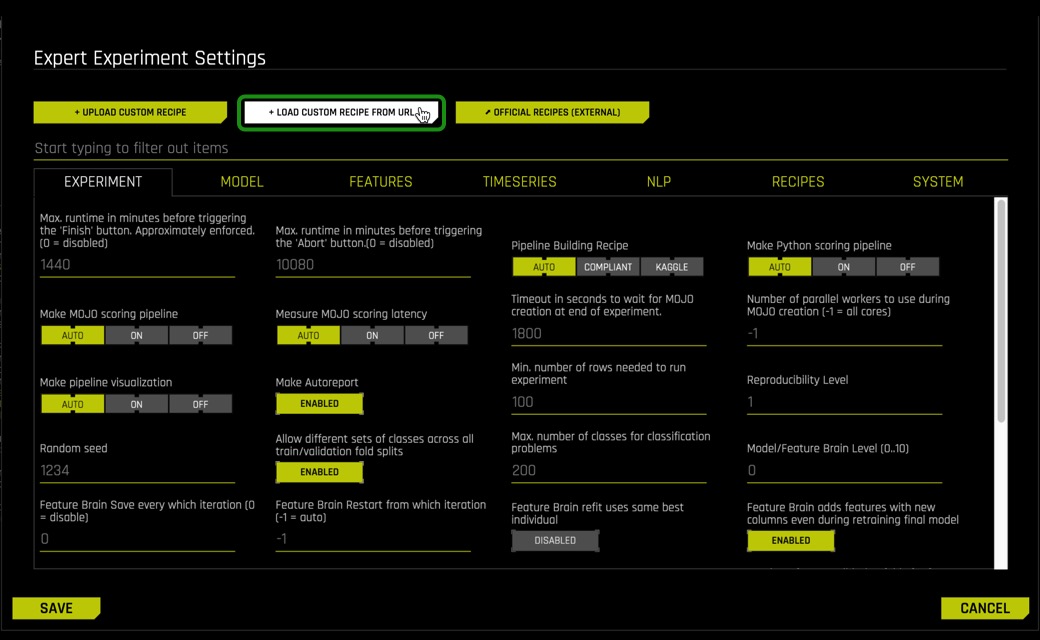 Expert Experiment Settings
+ UPLOAD CUSTOM RECIPE
+ LOAD CUSTOM RECIPE FROM URL
↗ OFFICIAL RECIPES (EXTERNAL)
Start typing to filter out items
EXPERIMENT
MODEL
FEATURES
TIMESERIES
NLP
RECIPES
SYSTEM
Max. runtime in minutes before triggering
the 'Finish' button. Approximately enforced.
(0 = disabled)
1440
Max. runtime in minutes before triggering
the 'Abort' button.(0 = disabled)
10080
Pipeline Building Recipe
AUTO COMPLIANT KAGGLE
Make Python scoring pipeline
AUTO ON OFF
Make MOJO scoring pipeline
AUTO ON OFF
Measure MOJO scoring latency
AUTO ON OFF
Timeout in seconds to wait for MOJO
creation at end of experiment.
1800
Number of parallel workers to use during
MOJO creation (-1 = all cores)
-1
Make pipeline visualization
AUTO ON OFF
Make Autoreport
ENABLED
Min. number of rows needed to run
experiment
100
Reproducibility Level
1
Random seed
1234
Allow different sets of classes across all
train/validation fold splits
ENABLED
Max. number of classes for classification
problems
200
Model/Feature Brain Level (0..10)
0
Feature Brain Save every which iteration (0
= disable)
0
Feature Brain Restart from which iteration
(-1 = auto)
-1
Feature Brain refit uses same best
individual
DISABLED
Feature Brain adds features with new
columns even during retraining final model
ENABLED
SAVE
CANCEL